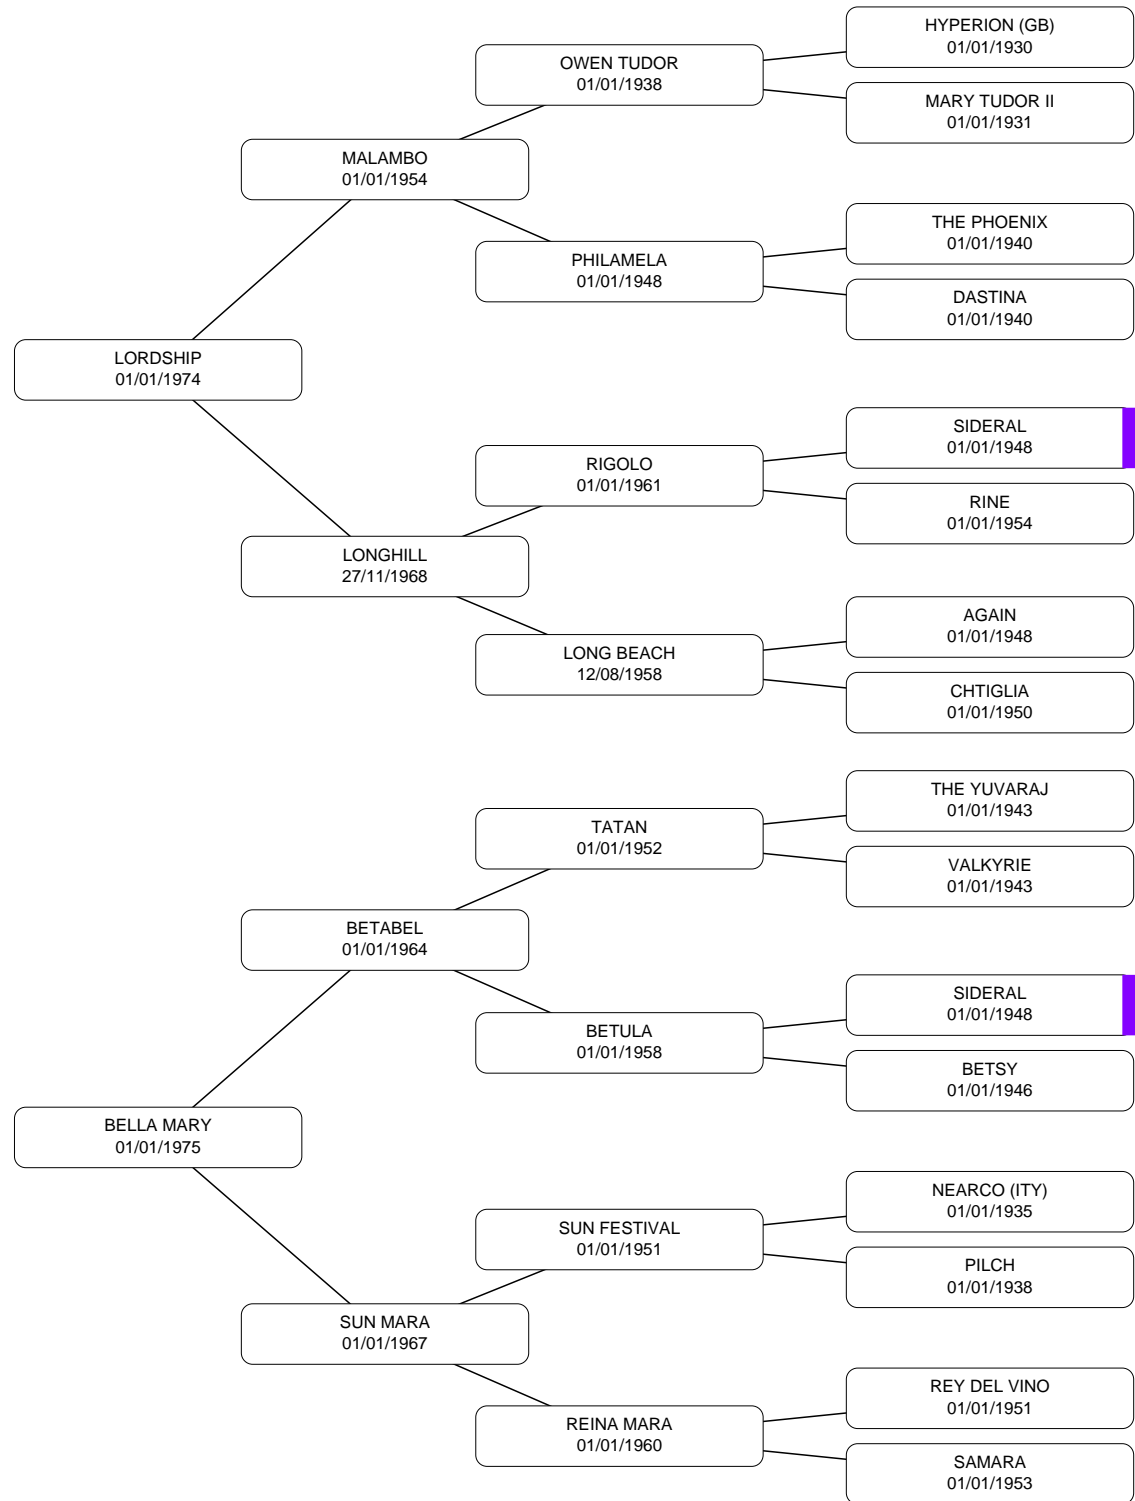 HYPERION (GB)
01/01/1930
OWEN TUDOR
01/01/1938
MARY TUDOR II
01/01/1931
MALAMBO
01/01/1954
THE PHOENIX
01/01/1940
PHILAMELA
01/01/1948
DASTINA
01/01/1940
LORDSHIP
01/01/1974
SIDERAL
01/01/1948
RIGOLO
01/01/1961
RINE
01/01/1954
LONGHILL
27/11/1968
AGAIN
01/01/1948
LONG BEACH
12/08/1958
CHTIGLIA
01/01/1950
THE YUVARAJ
01/01/1943
TATAN
01/01/1952
VALKYRIE
01/01/1943
BETABEL
01/01/1964
SIDERAL
01/01/1948
BETULA
01/01/1958
BETSY
01/01/1946
BELLA MARY
01/01/1975
NEARCO (ITY)
01/01/1935
SUN FESTIVAL
01/01/1951
PILCH
01/01/1938
SUN MARA
01/01/1967
REY DEL VINO
01/01/1951
REINA MARA
01/01/1960
SAMARA
01/01/1953